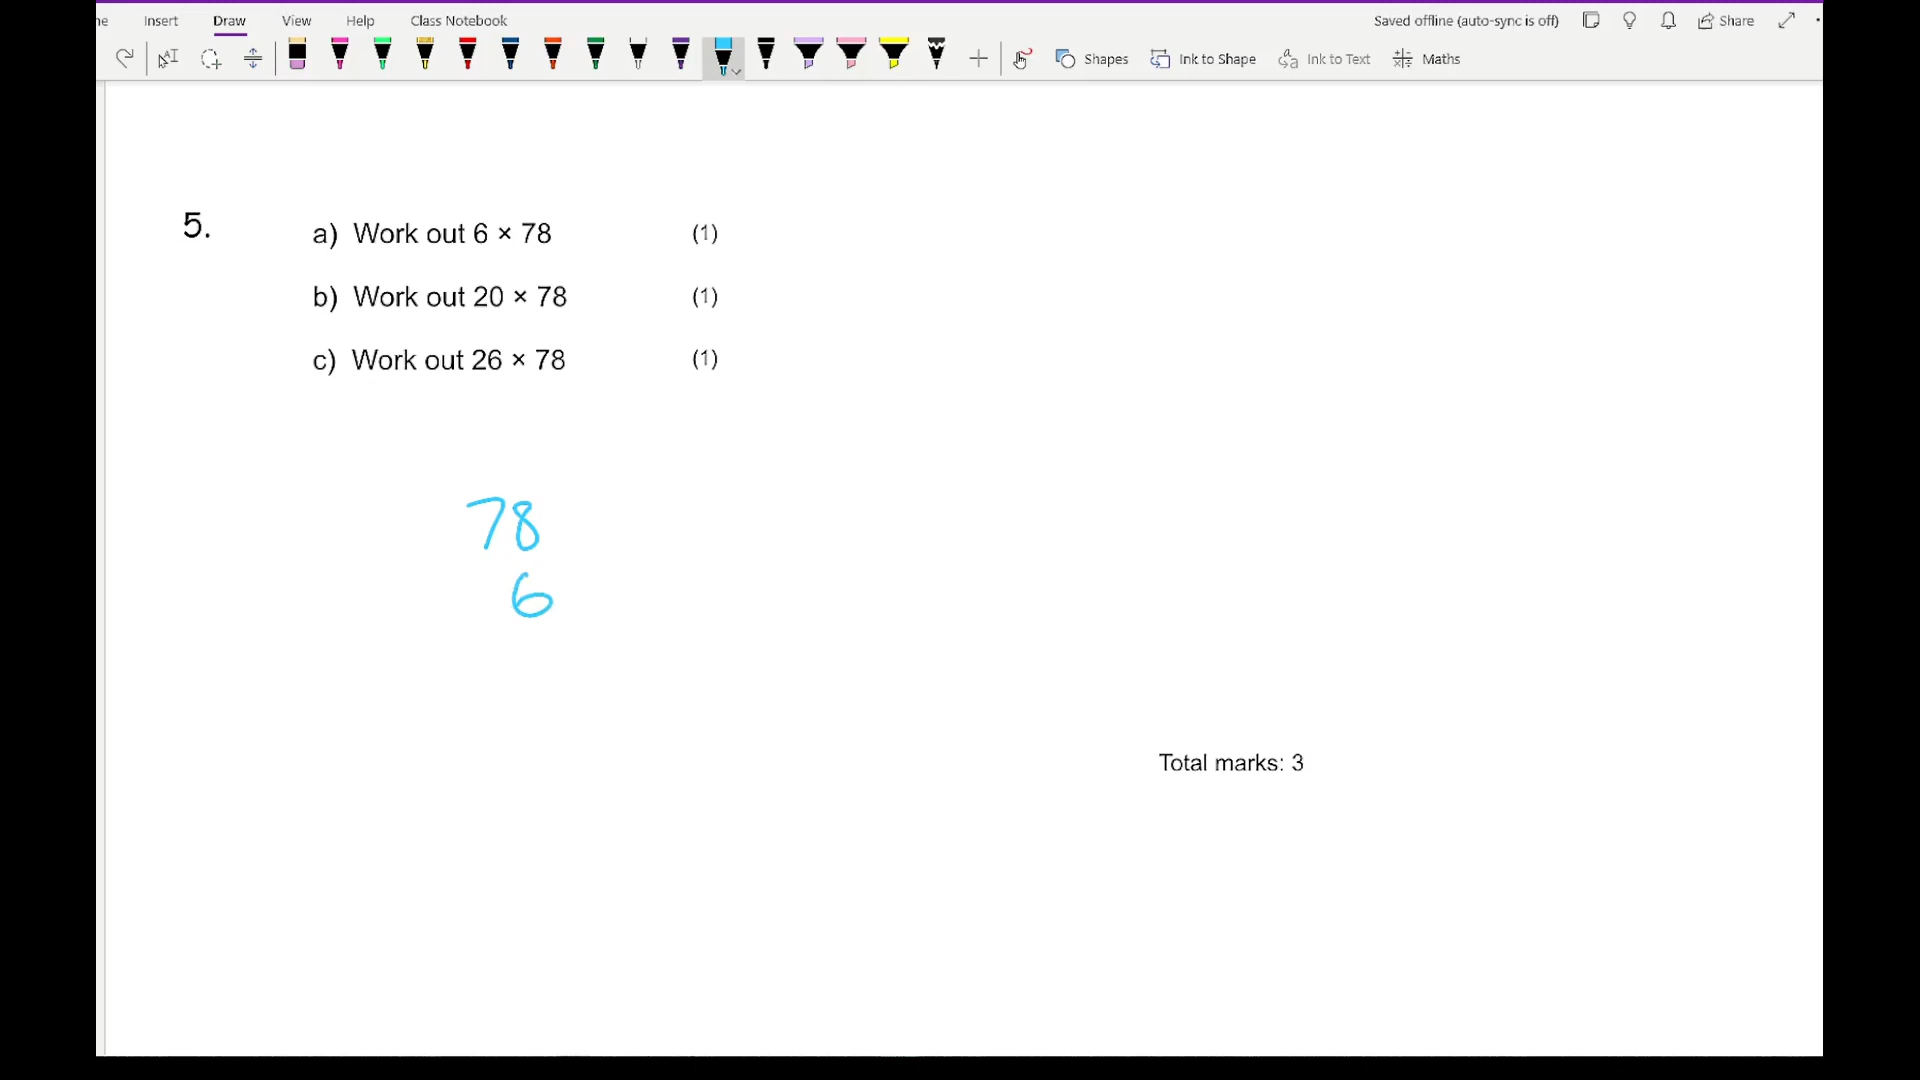 ne Insert Draw View Help Class Notebook Saved offline (auto-sync is off) Share
Shapes Ink to Shape Ink to Text Maths
5. a) Work out 6 × 78 (1)
b) Work out 20 × 78 (1)
c) Work out 26 × 78 (1)
78
6
Total marks: 3